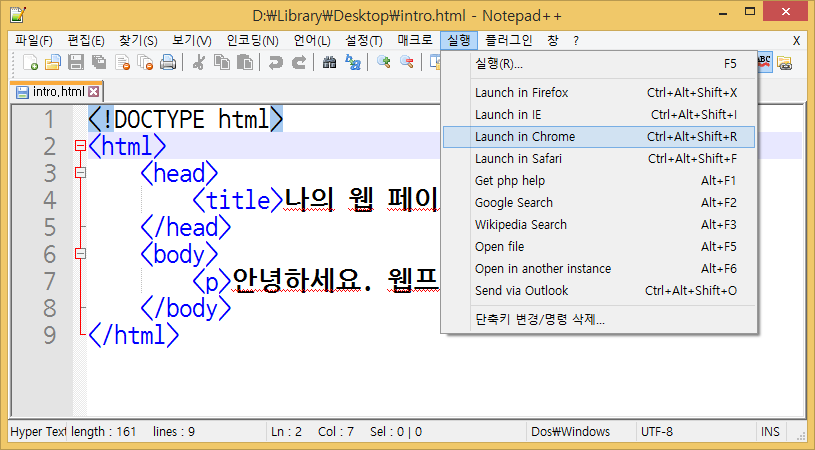 D:₩Library₩Desktop₩intro.html - Notepad++
파일(F) 편집(E) 찾기(S) 보기(V) 인코딩(N) 언어(L) 설정(T) 매크로 실행 플러그인 창 ? X
ABC
intro.html
실행(R)... F5
Launch in Firefox Ctrl+Alt+Shift+X
Launch in IE Ctrl+Alt+Shift+I
Launch in Chrome Ctrl+Alt+Shift+R
Launch in Safari Ctrl+Alt+Shift+F
Get php help Alt+F1
Google Search Alt+F2
Wikipedia Search Alt+F3
Open file Alt+F5
Open in another instance Alt+F6
Send via Outlook Ctrl+Alt+Shift+O
단축키 변경/명령 삭제...
1 <!DOCTYPE html>
2 <html>
3 <head>
4 <title>나의 웹 페이
5 </head>
6 <body>
7 <p>안녕하세요. 웹프
8 </body>
9 </html>
Hyper Text length : 161 lines : 9 Ln : 2 Col : 7 Sel : 0 | 0 Dos₩Windows UTF-8 INS